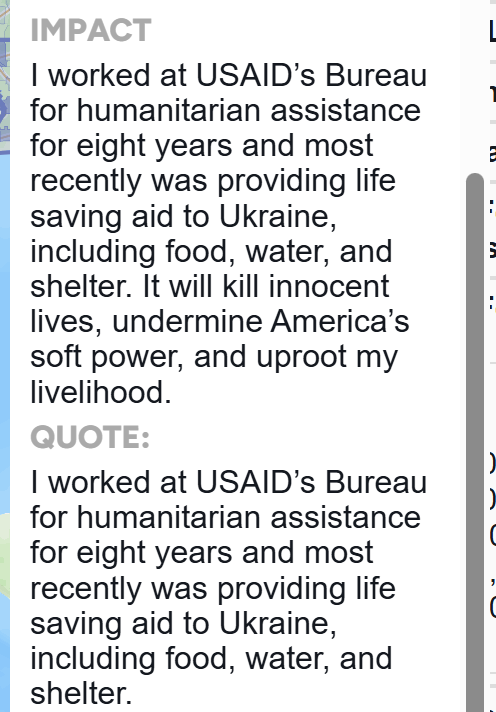 IMPACT
I worked at USAID’s Bureau
for humanitarian assistance
for eight years and most
recently was providing life
saving aid to Ukraine,
including food, water, and
shelter. It will kill innocent
lives, undermine America’s
soft power, and uproot my
livelihood.
QUOTE:
I worked at USAID’s Bureau
for humanitarian assistance
for eight years and most
recently was providing life
saving aid to Ukraine,
including food, water, and
shelter.